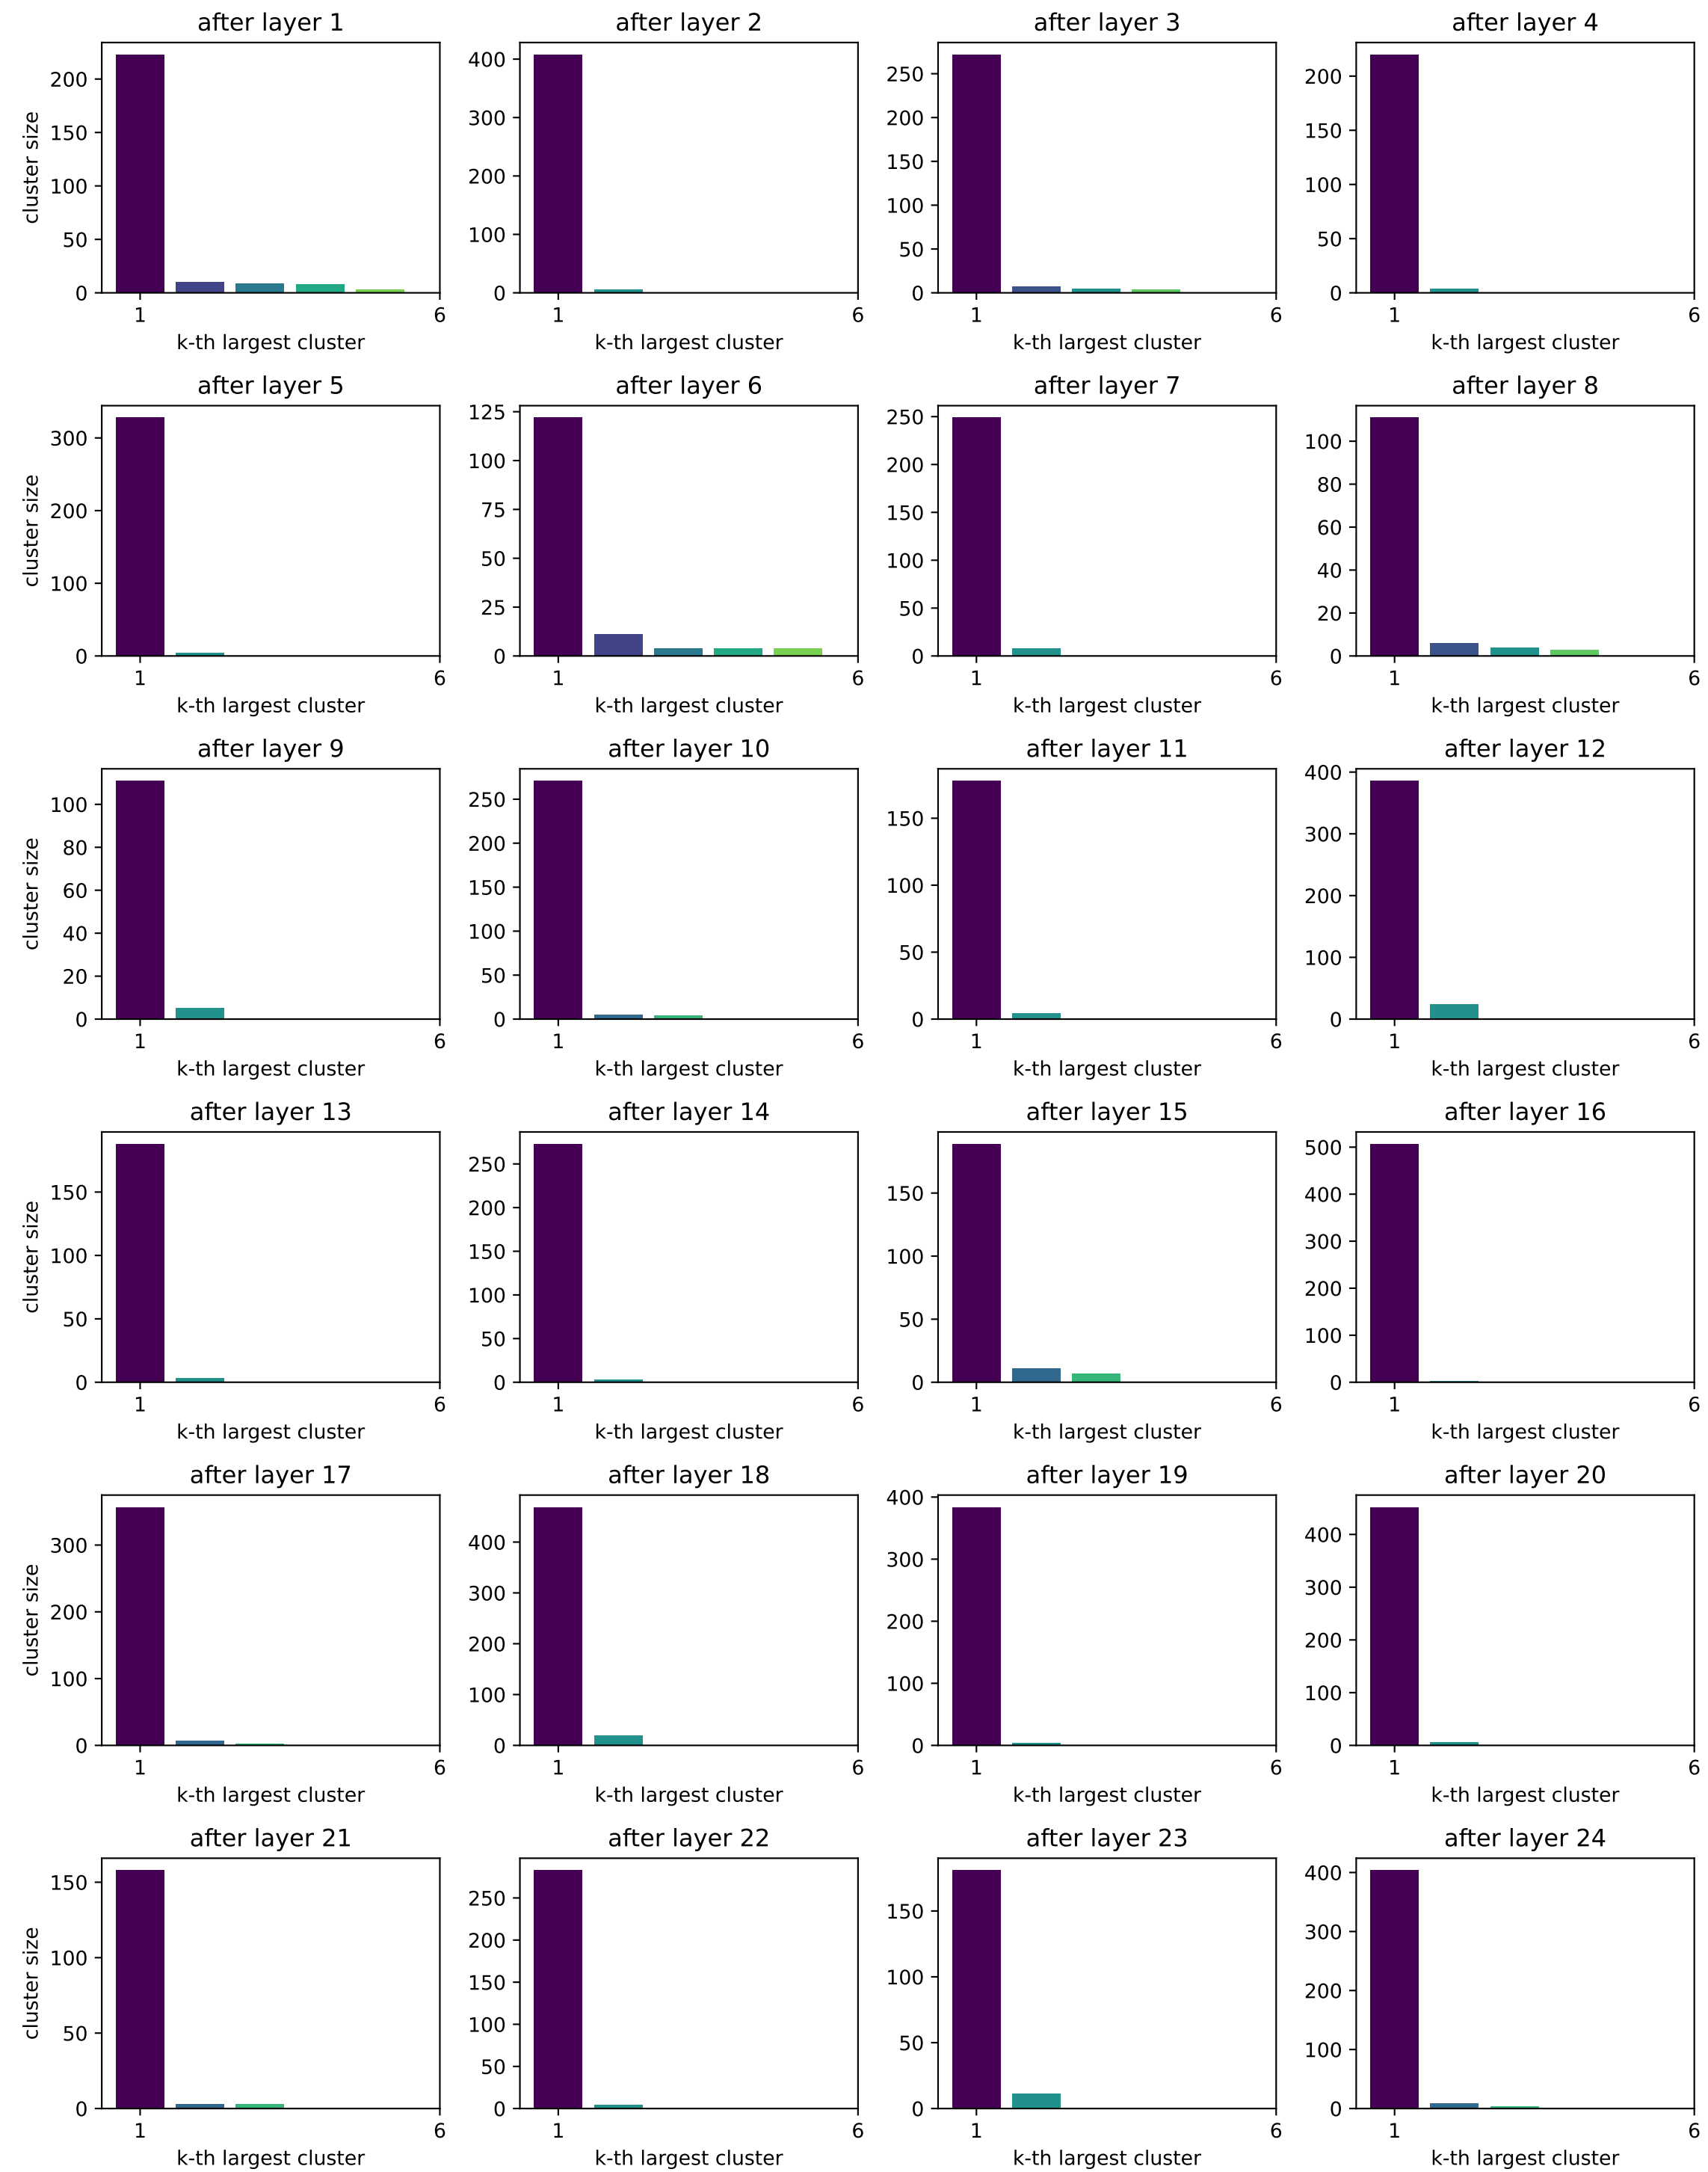 after layer 1
after layer 2
after layer 3
after layer 4
cluster size
200
150
100
50
0
400
300
200
100
0
250
200
150
100
50
0
200
150
100
50
0
1 6
1 6
1 6
1 6
k-th largest cluster
k-th largest cluster
k-th largest cluster
k-th largest cluster
after layer 5
after layer 6
after layer 7
after layer 8
cluster size
300
200
100
0
125
100
75
50
25
0
250
200
150
100
50
0
100
80
60
40
20
0
1 6
1 6
1 6
1 6
k-th largest cluster
k-th largest cluster
k-th largest cluster
k-th largest cluster
after layer 9
after layer 10
after layer 11
after layer 12
cluster size
100
80
60
40
20
0
250
200
150
100
50
0
150
100
50
0
400
300
200
100
0
1 6
1 6
1 6
1 6
k-th largest cluster
k-th largest cluster
k-th largest cluster
k-th largest cluster
after layer 13
after layer 14
after layer 15
after layer 16
cluster size
150
100
50
0
250
200
150
100
50
0
150
100
50
0
500
400
300
200
100
0
1 6
1 6
1 6
1 6
k-th largest cluster
k-th largest cluster
k-th largest cluster
k-th largest cluster
after layer 17
after layer 18
after layer 19
after layer 20
cluster size
300
200
100
0
400
300
200
100
0
400
300
200
100
0
400
300
200
100
0
1 6
1 6
1 6
1 6
k-th largest cluster
k-th largest cluster
k-th largest cluster
k-th largest cluster
after layer 21
after layer 22
after layer 23
after layer 24
cluster size
150
100
50
0
250
200
150
100
50
0
150
100
50
0
400
300
200
100
0
1 6
1 6
1 6
1 6
k-th largest cluster
k-th largest cluster
k-th largest cluster
k-th largest cluster